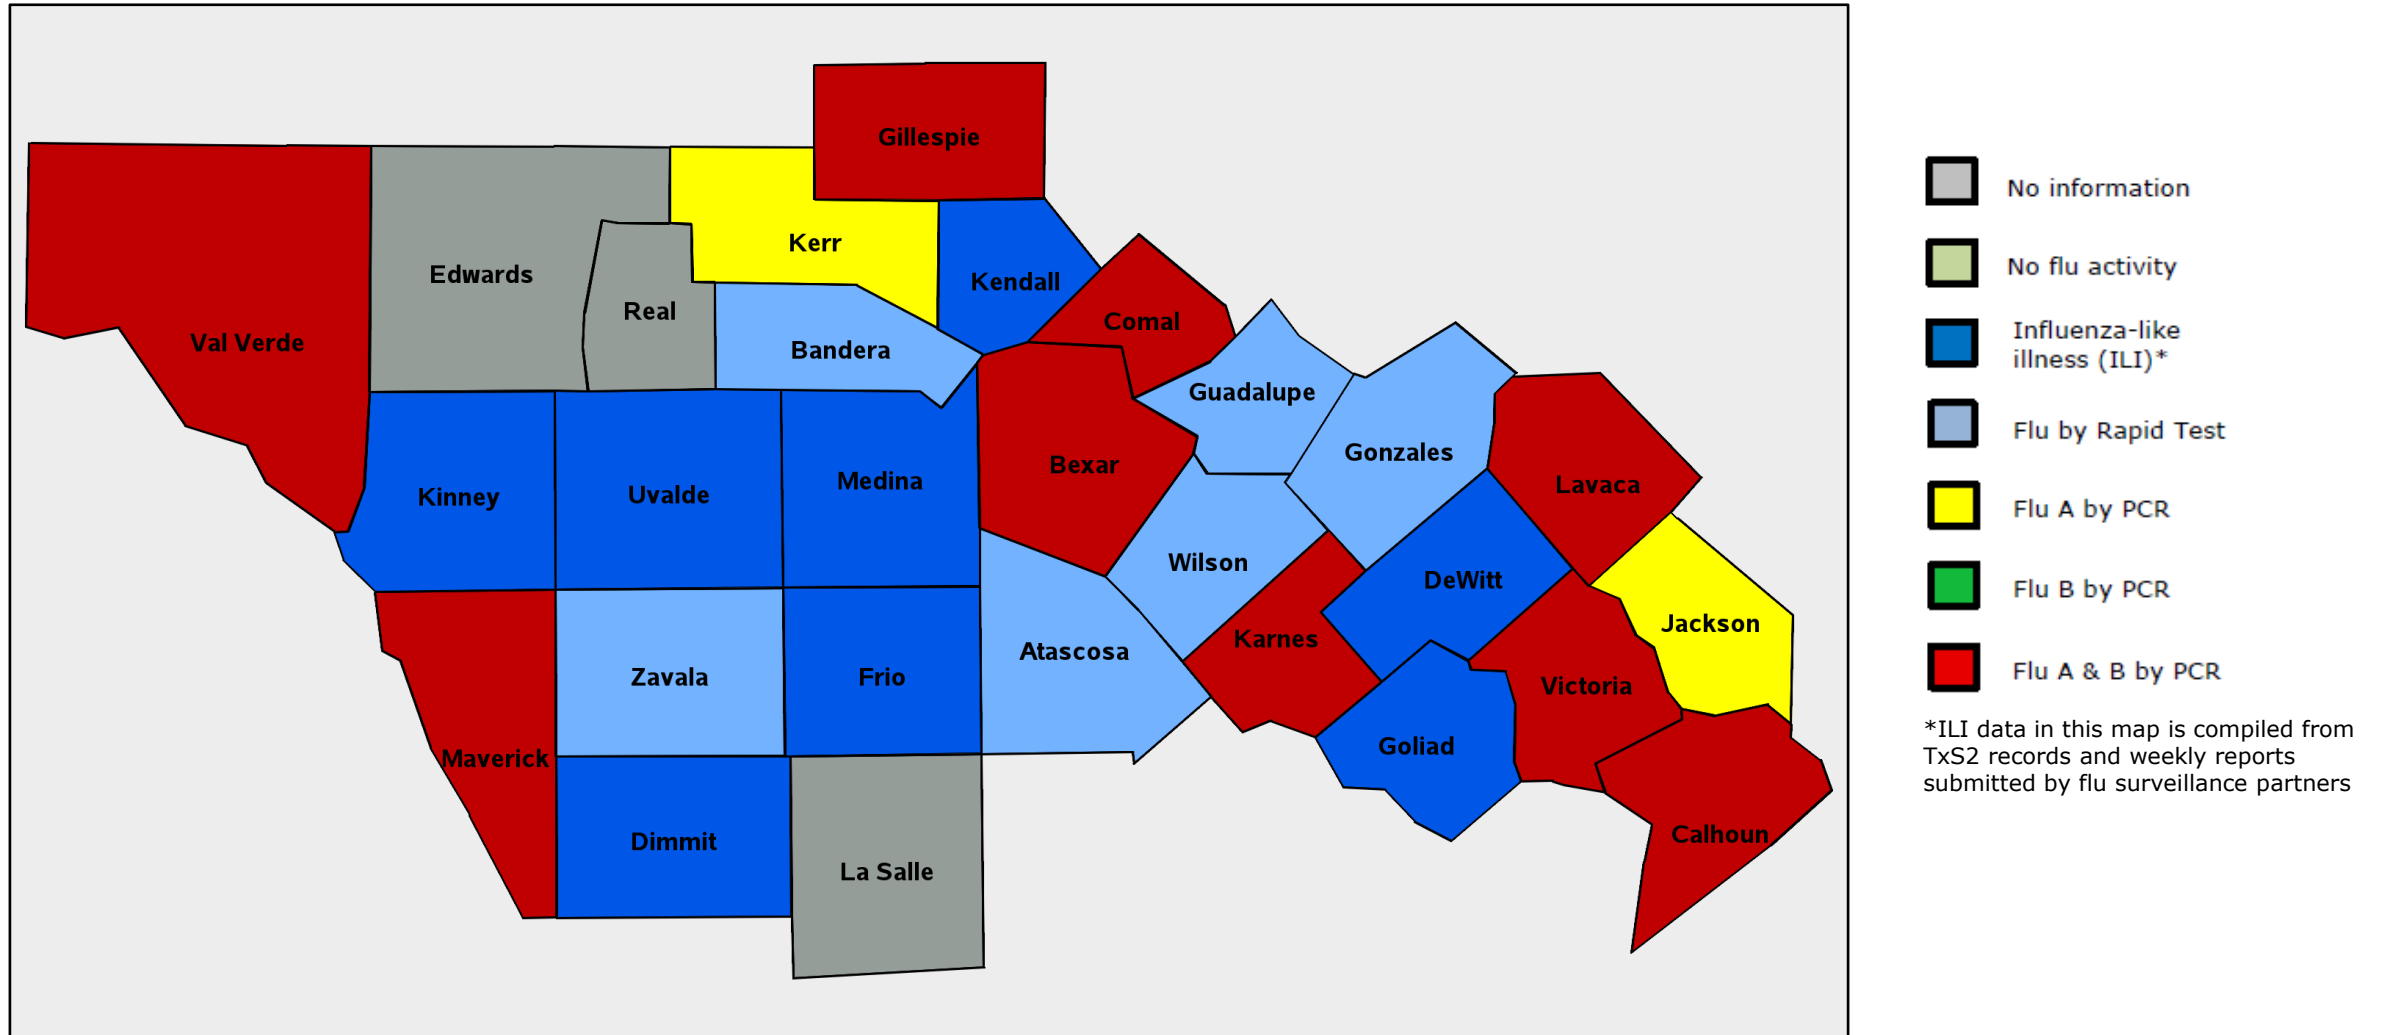 Gillespie
Kerr
Edwards
Kendall
Real
Comal
Val Verde
Bandera
Guadalupe
Gonzales
Bexar
Medina
Lavaca
Uvalde
Kinney
Wilson
DeWitt
Jackson
Karnes
Atascosa
Zavala
Frio
Victoria
Goliad
Maverick
Calhoun
Dimmit
La Salle
No information
No flu activity
Influenza-like
illness (ILI)*
Flu by Rapid Test
Flu A by PCR
Flu B by PCR
Flu A & B by PCR
*ILI data in this map is compiled from
TxS2 records and weekly reports
submitted by flu surveillance partners